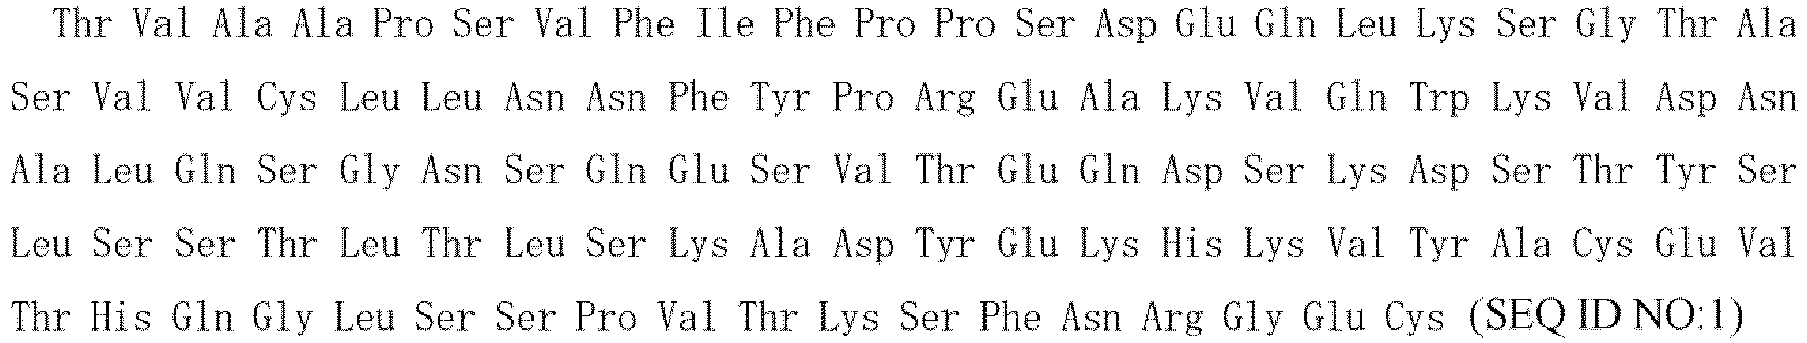 Thr Val Ala Ala Pro Ser Val Phe Ile Phe Pro Pro Ser Asp Glu Gln Leu Lys Ser Gly Thr Ala
Ser Val Val Cys Leu Leu Asn Asn Phe Tyr Pro Arg Glu Ala Lys Val Gln Trp Lys Val Asp Asn
Ala Leu Gln Ser Gly Asn Ser Gln Glu Ser Val Thr Glu Gln Asp Ser Lys Asp Ser Thr Tyr Ser
Leu Ser Ser Thr Leu Thr Leu Ser Lys Ala Asp Tyr Glu Lys His Lys Val Tyr Ala Cys Glu Val
Thr His Gln Gly Leu Ser Ser Pro Val Thr Lys Ser Phe Asn Arg Gly Glu Cys (SEQ ID NO:1)